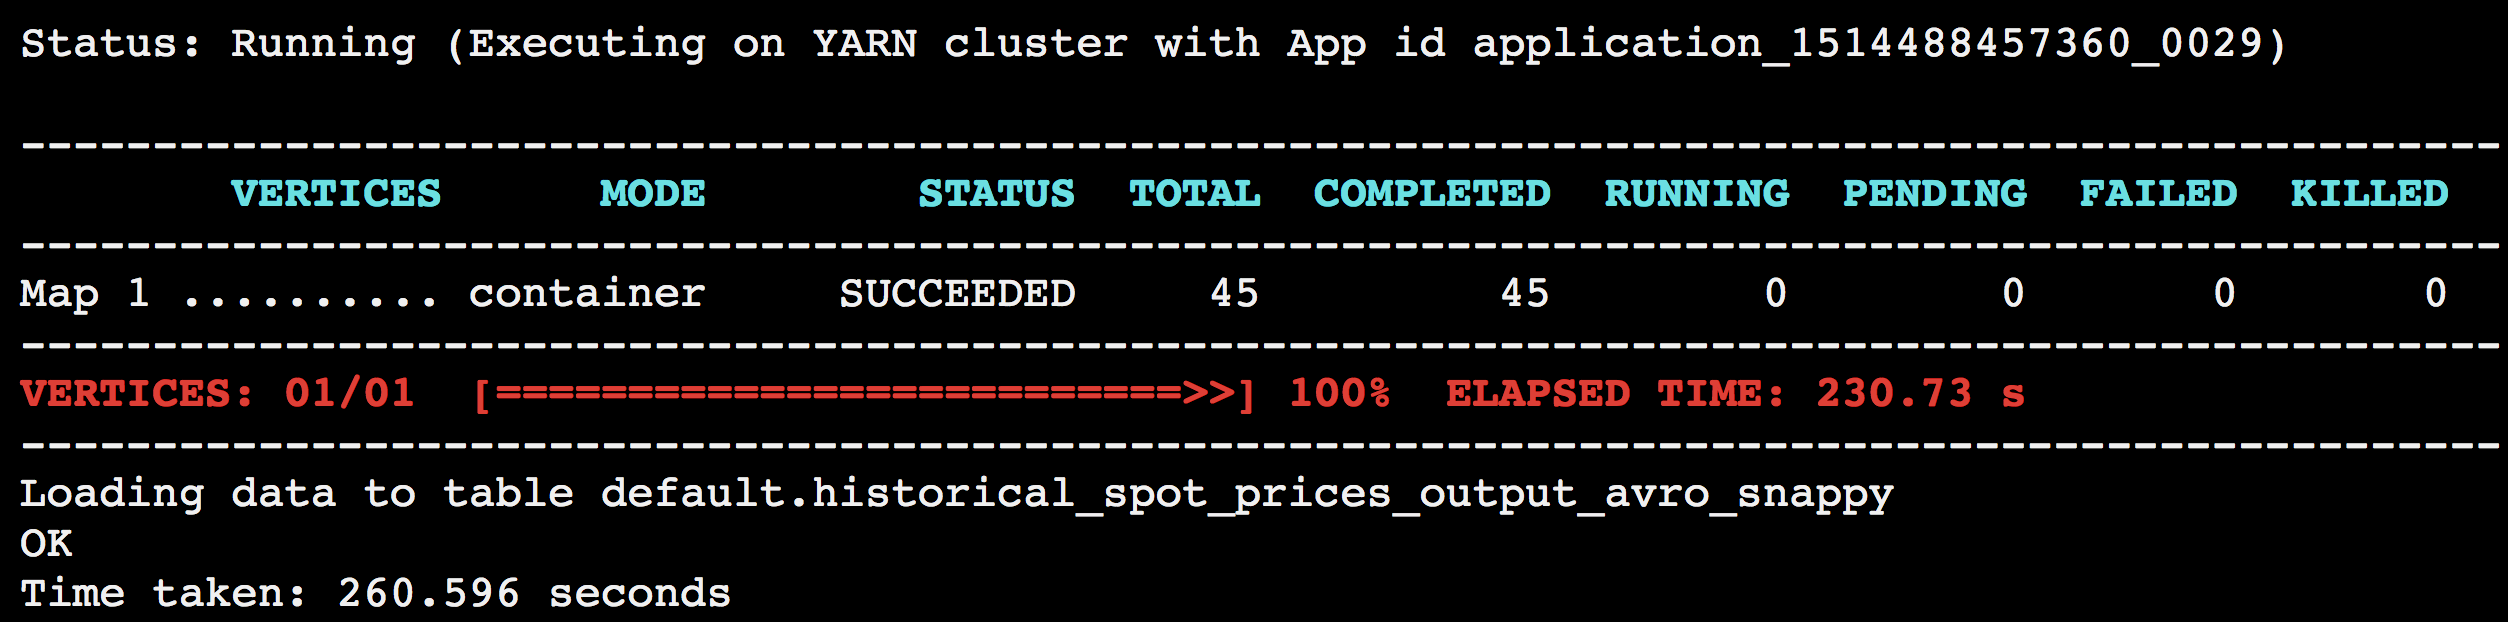 Status: Running (Executing on YARN cluster with App id application_1514488457360_0029)
----------------------------------------------------------------------------------------------
        VERTICES      MODE        STATUS  TOTAL  COMPLETED  RUNNING  PENDING  FAILED  KILLED
----------------------------------------------------------------------------------------------
Map 1 .......... container     SUCCEEDED     45         45        0        0       0       0
----------------------------------------------------------------------------------------------
VERTICES: 01/01  [==========================>>] 100%  ELAPSED TIME: 230.73 s
----------------------------------------------------------------------------------------------
Loading data to table default.historical_spot_prices_output_avro_snappy
OK
Time taken: 260.596 seconds